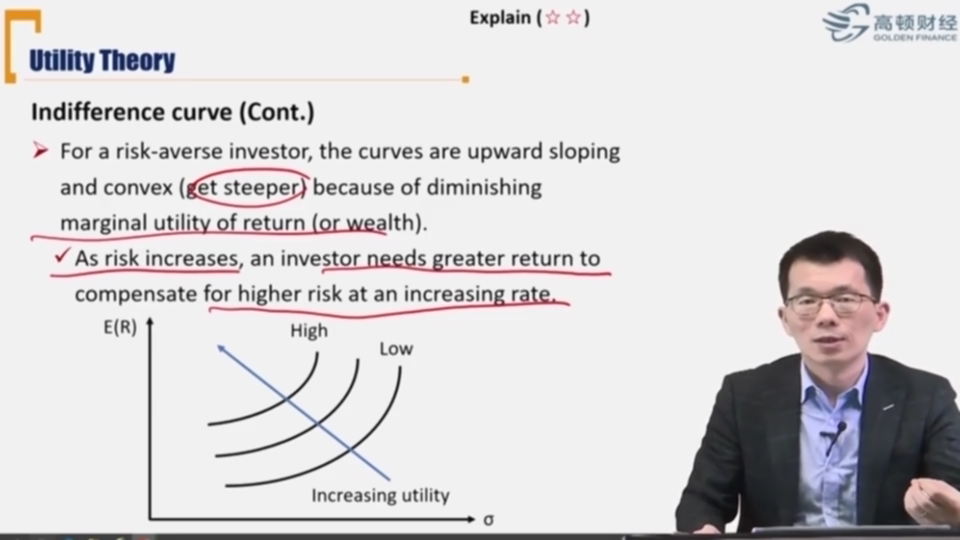 Explain (☆☆)
高顿财经
GOLDEN FINANCE
Utility Theory
Indifference curve (Cont.)
➤ For a risk-averse investor, the curves are upward sloping
and convex (get steeper) because of diminishing
marginal utility of return (or wealth).
✓As risk increases, an investor needs greater return to
compensate for higher risk at an increasing rate.
E(R)
High
Low
Increasing utility
σ